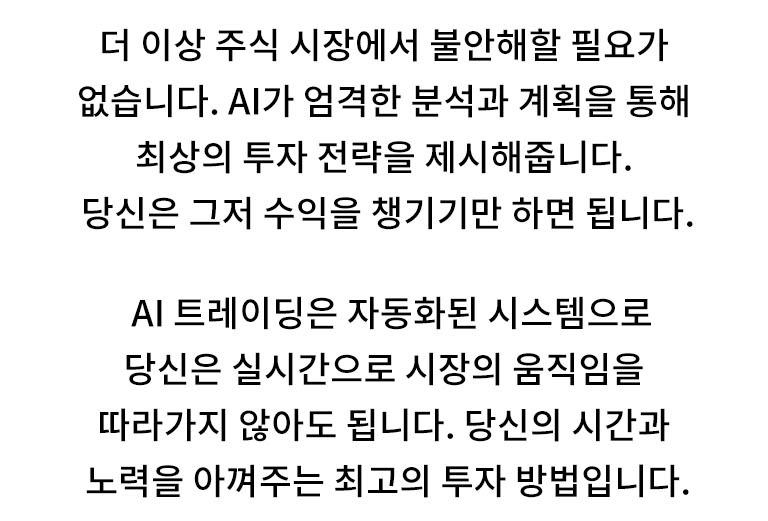 더 이상 주식 시장에서 불안해할 필요가
없습니다. AI가 엄격한 분석과 계획을 통해
최상의 투자 전략을 제시해줍니다.
당신은 그저 수익을 챙기기만 하면 됩니다.
AI 트레이딩은 자동화된 시스템으로
당신은 실시간으로 시장의 움직임을
따라가지 않아도 됩니다. 당신의 시간과
노력을 아껴주는 최고의 투자 방법입니다.